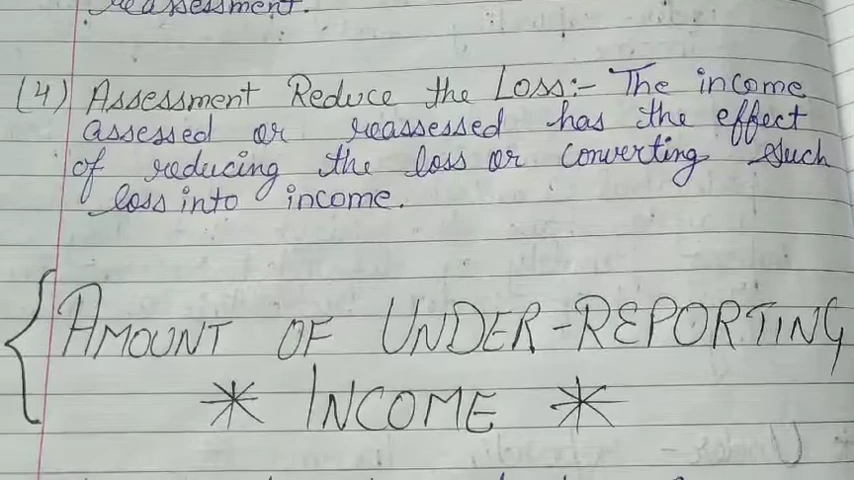 reassessment.
(4) Assessment Reduce the Loss:- The income
assessed or reassessed has the effect
of reducing the loss or converting such
loss into income.
AMOUNT OF UNDER-REPORTING
* INCOME *